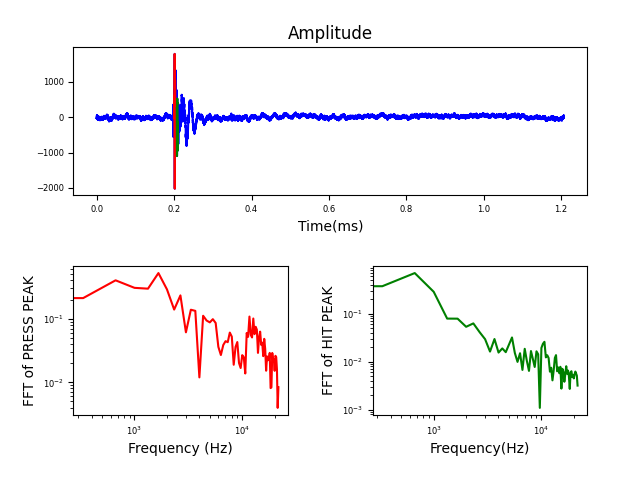 Amplitude
1000
0
−1000
−2000
0.0 0.2 0.4 0.6 0.8 1.0 1.2
Time(ms)
FFT of PRESS PEAK
10⁻¹
10⁻²
10³ 10⁴
Frequency (Hz)
FFT of HIT PEAK
10⁻¹
10⁻²
10⁻³
10³ 10⁴
Frequency(Hz)